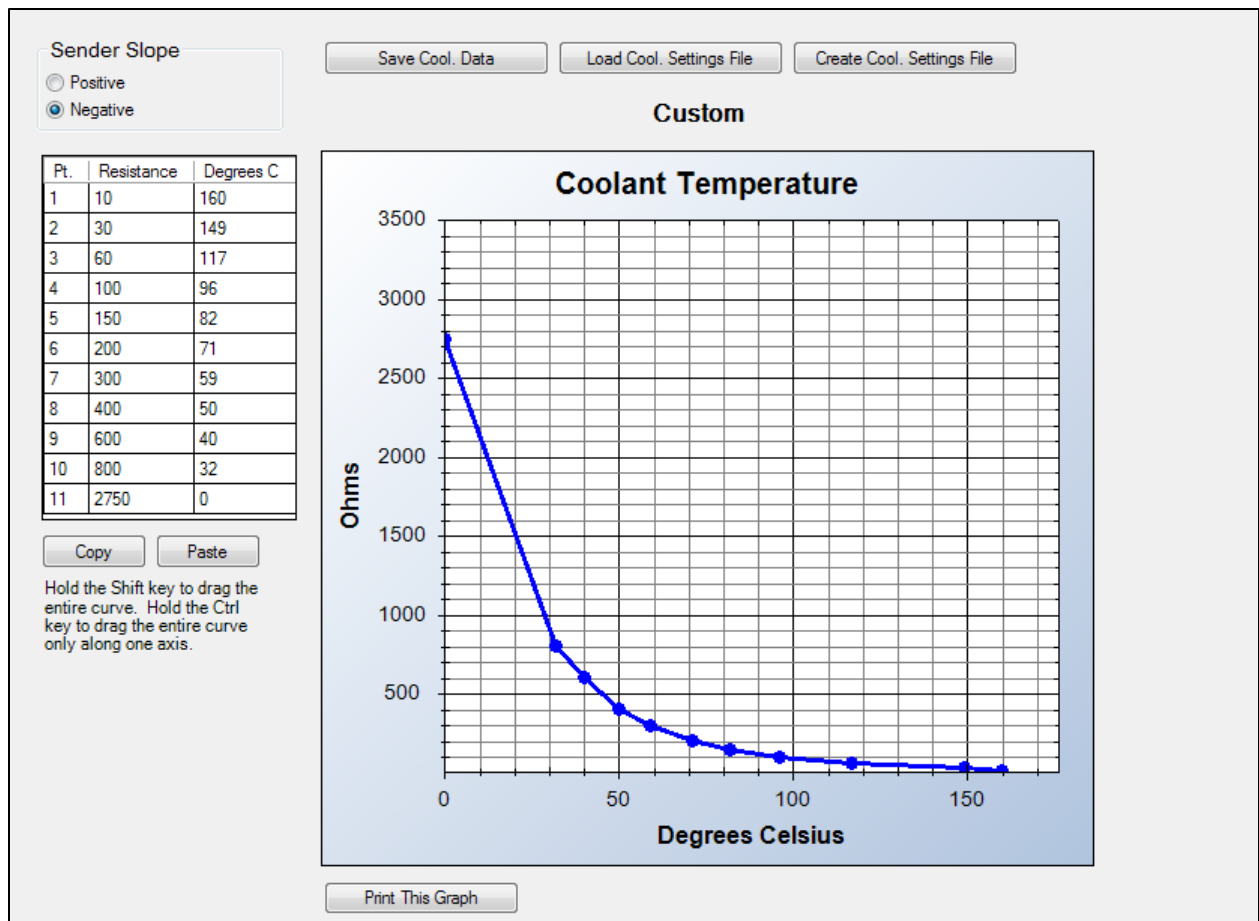 Sender Slope
Positive
Negative
Save Cool. Data
Load Cool. Settings File
Create Cool. Settings File
Custom
Pt. Resistance Degrees C
1 10 160
2 30 149
3 60 117
4 100 96
5 150 82
6 200 71
7 300 59
8 400 50
9 600 40
10 800 32
11 2750 0
Copy Paste
Hold the Shift key to drag the
entire curve. Hold the Ctrl
key to drag the entire curve
only along one axis.
Coolant Temperature
3500
3000
2500
2000
1500
1000
500
Ohms
0 50 100 150
Degrees Celsius
Print This Graph